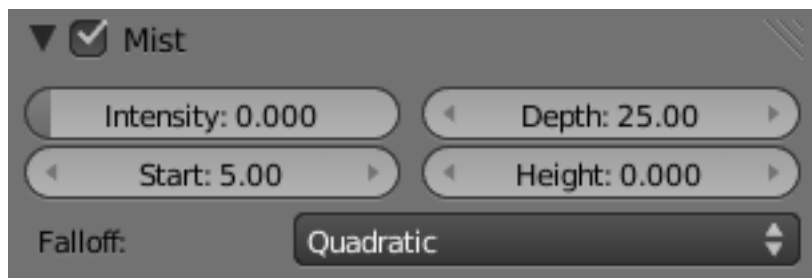 Mist
Intensity: 0.000 Depth: 25.00
Start: 5.00 Height: 0.000
Falloff: Quadratic